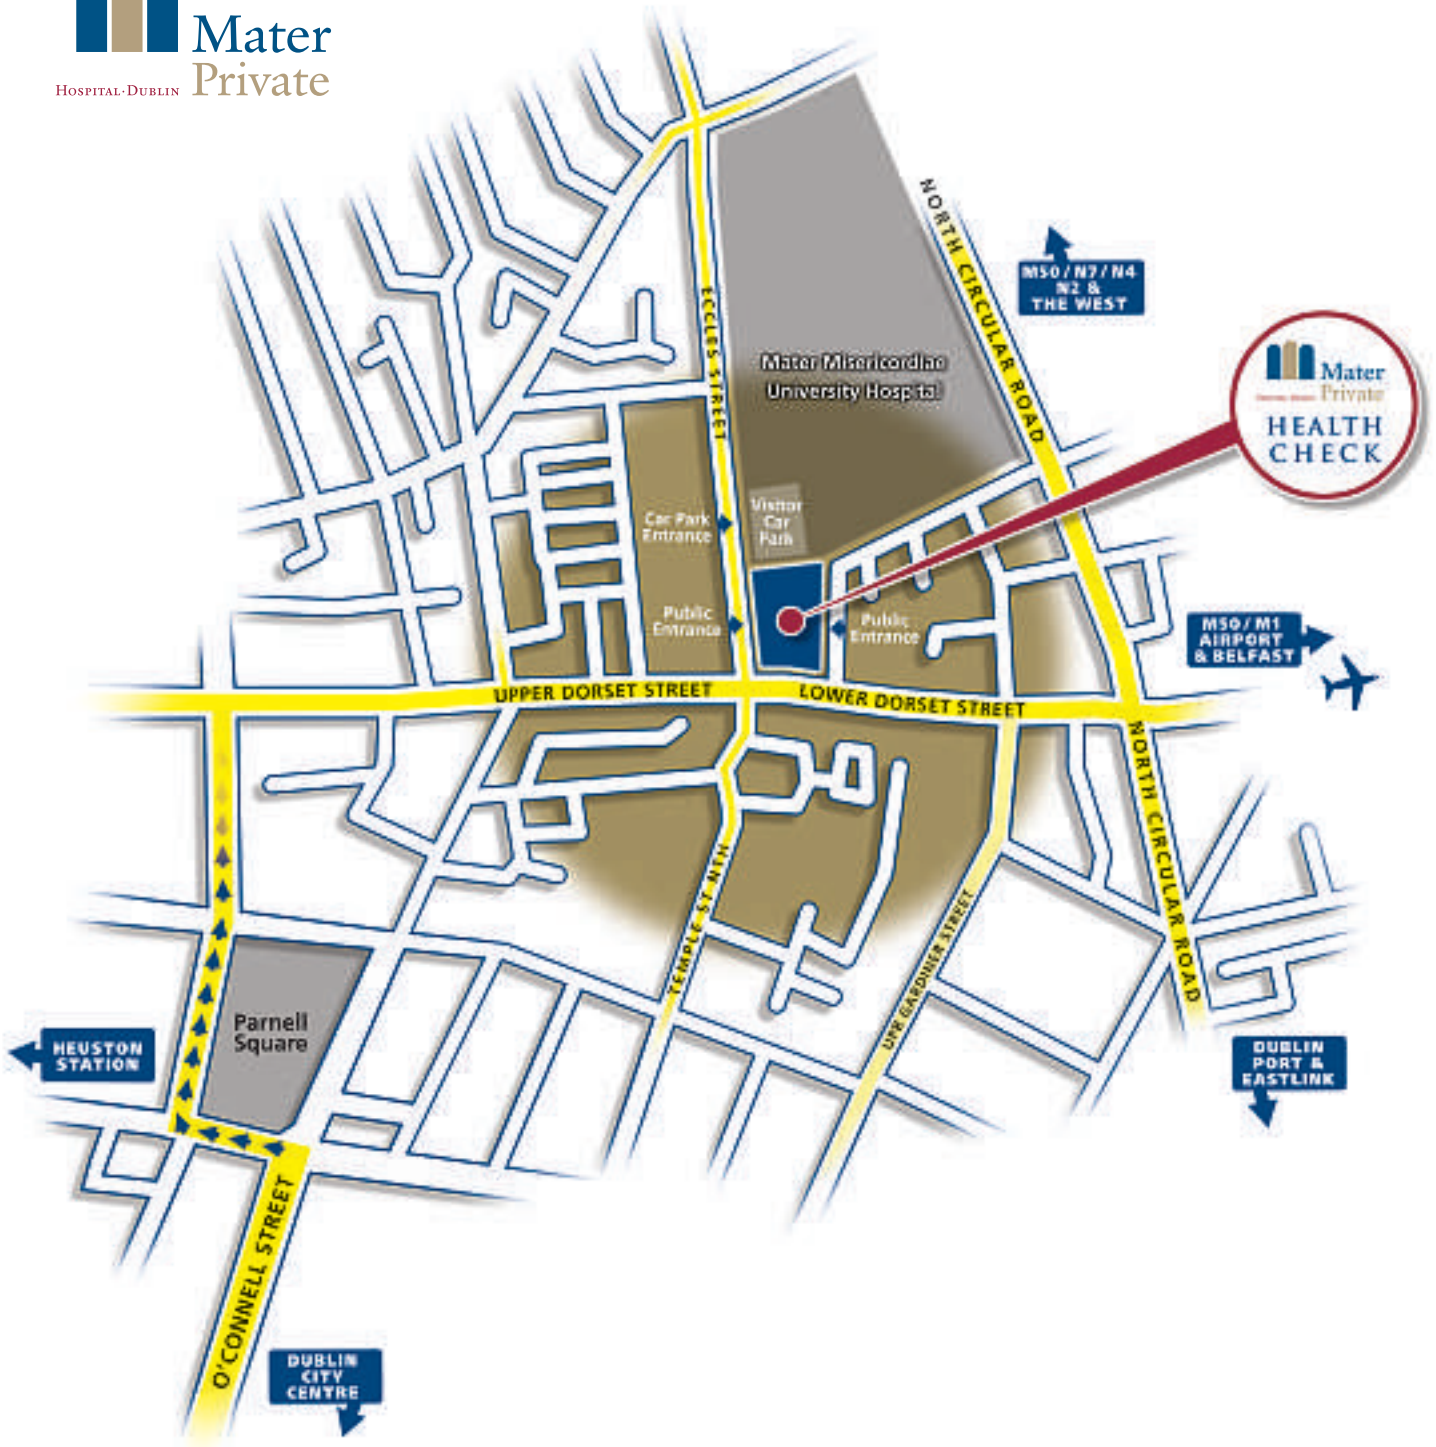 Mater
Private
HOSPITAL·DUBLIN
NORTH CIRCULAR ROAD
M50/N7/N4
N2 &
THE WEST
ECCLES STREET
Mater Misericordiae
University Hospital
Mater
Private
HEALTH
CHECK
Car Park
Entrance
Visitor
Car
Park
Public
Entrance
Public
Entrance
M50/M1
AIRPORT
& BELFAST
UPPER DORSET STREET
LOWER DORSET STREET
NORTH CIRCULAR ROAD
TEMPLE ST NTH
UPR GARDINER STREET
Parnell
Square
HEUSTON
STATION
DUBLIN
PORT &
EASTLINK
O'CONNELL STREET
DUBLIN
CITY
CENTRE